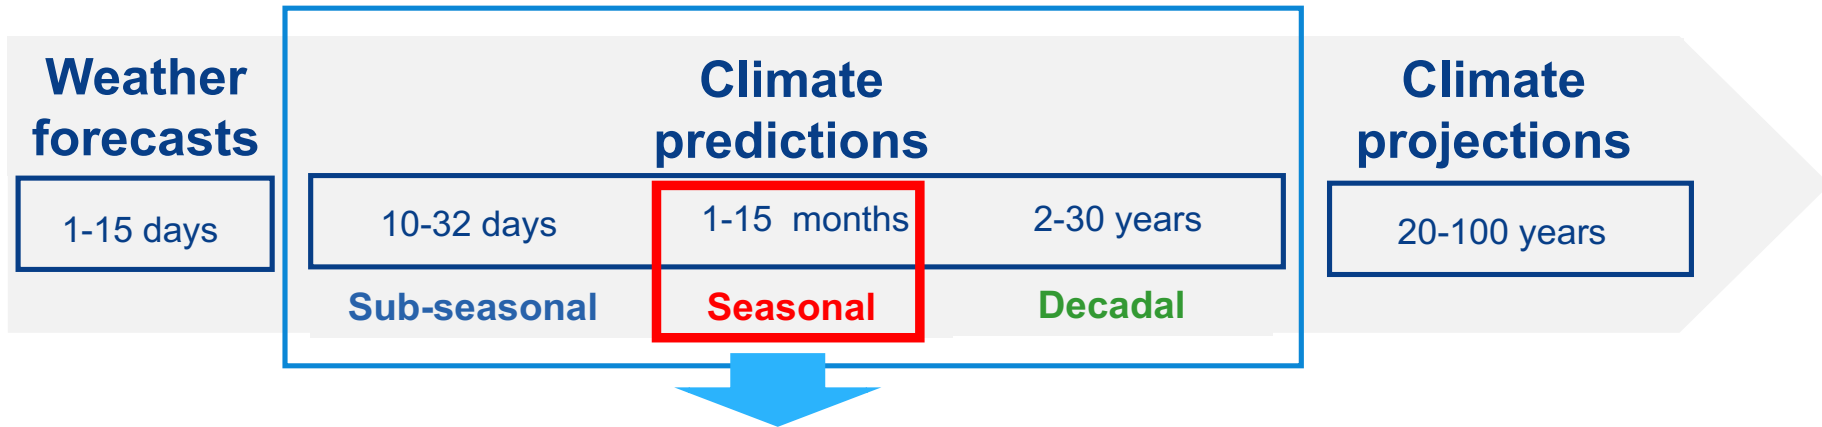 Weather
forecasts
1-15 days
Climate
predictions
10-32 days
1-15 months
2-30 years
Sub-seasonal
Seasonal
Decadal
Climate
projections
20-100 years